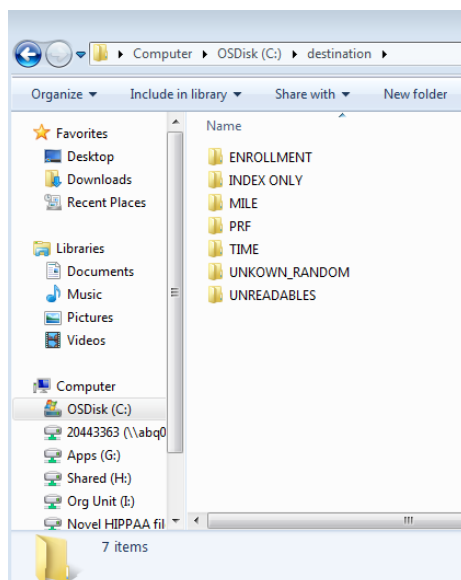 Computer OSDisk (C:) destination
Organize Include in library Share with New folder
Favorites
Desktop
Downloads
Recent Places
Libraries
Documents
Music
Pictures
Videos
Computer
OSDisk (C:)
20443363 (\\abq0
Apps (G:)
Shared (H:)
Org Unit (I:)
Novel HIPPAA fil
Name
ENROLLMENT
INDEX ONLY
MILE
PRF
TIME
UNKOWN_RANDOM
UNREADABLES
7 items